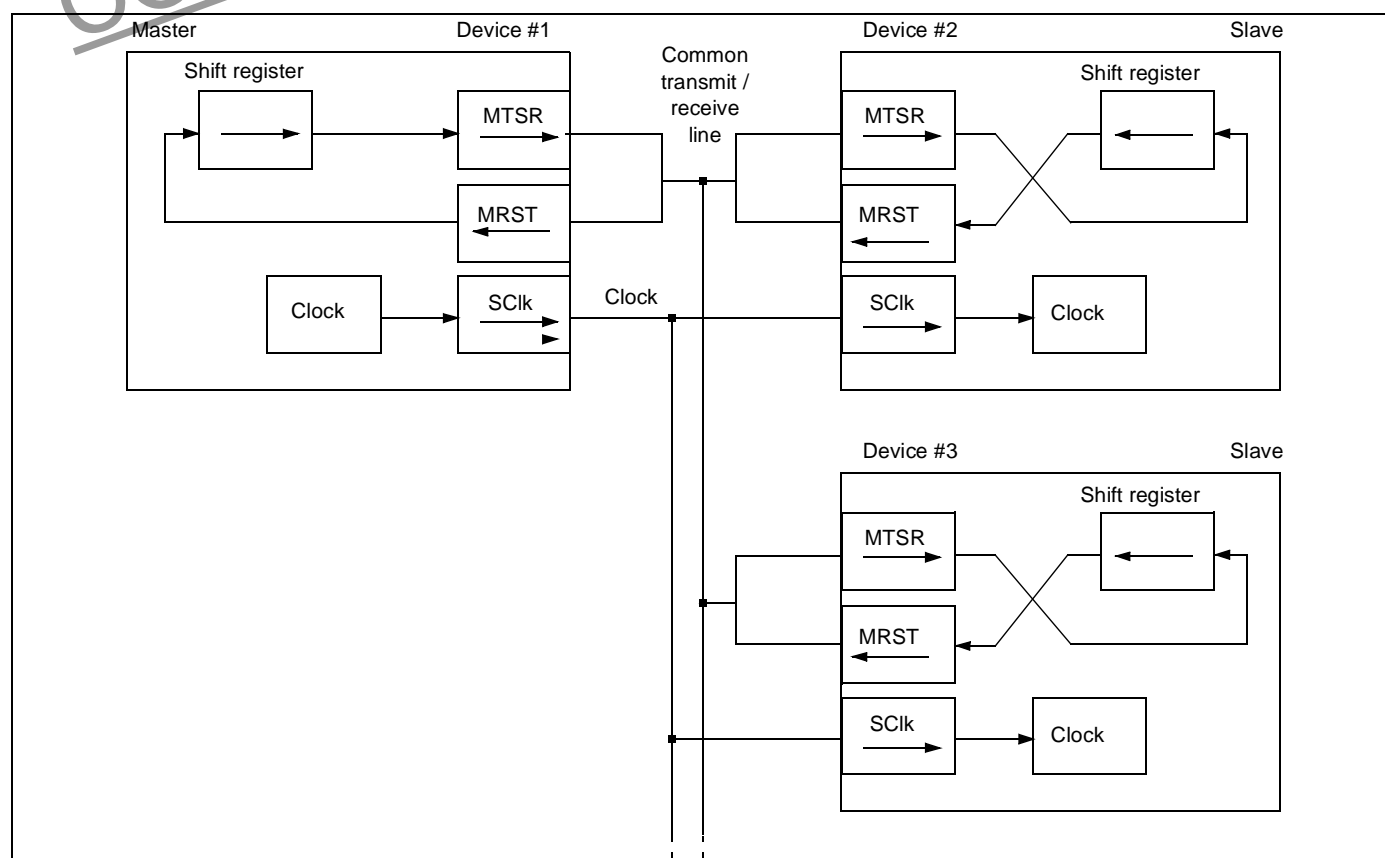 Master
Device #1
Shift register
MTSR
MRST
Clock
SClk
Common
transmit /
receive
line
Clock
Device #2
Slave
Shift register
MTSR
MRST
SClk
Clock
Device #3
Slave
Shift register
MTSR
MRST
SClk
Clock